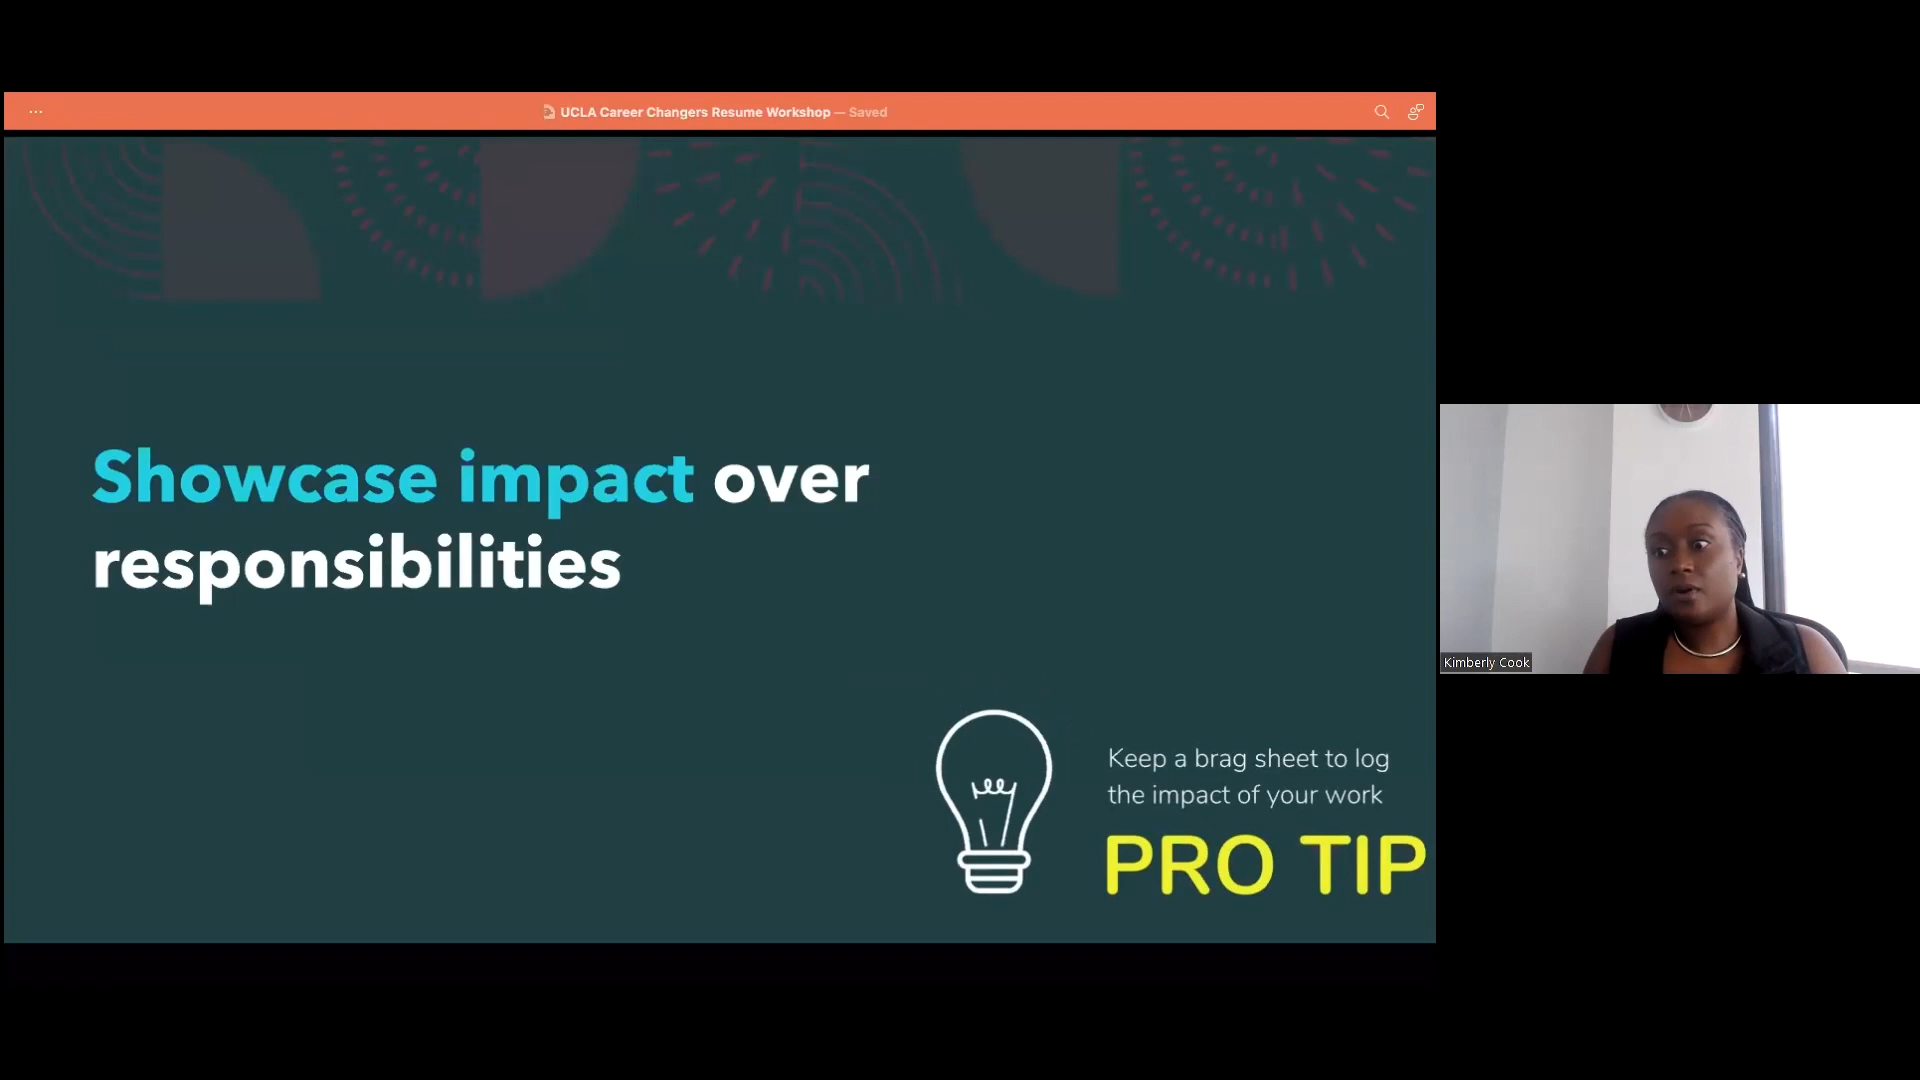 UCLA Career Changers Resume Workshop — Saved
Showcase impact over
responsibilities
Keep a brag sheet to log
the impact of your work
PRO TIP
Kimberly Cook